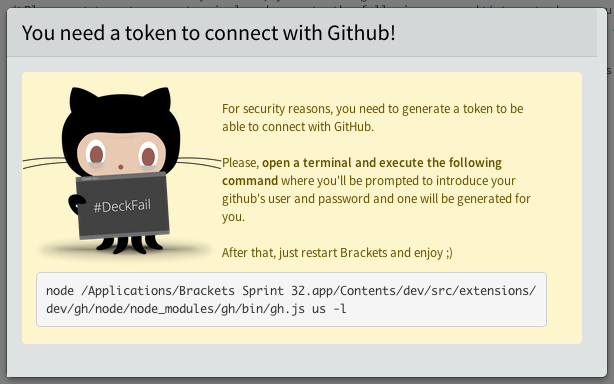 You need a token to connect with Github!
For security reasons, you need to generate a token to be
able to connect with GitHub.
Please, open a terminal and execute the following
command where you'll be prompted to introduce your
github's user and password and one will be generated for
you.
#DeckFail
After that, just restart Brackets and enjoy ;)
node /Applications/Brackets Sprint 32.app/Contents/dev/src/extensions/
dev/gh/node/node_modules/gh/bin/gh.js us -l